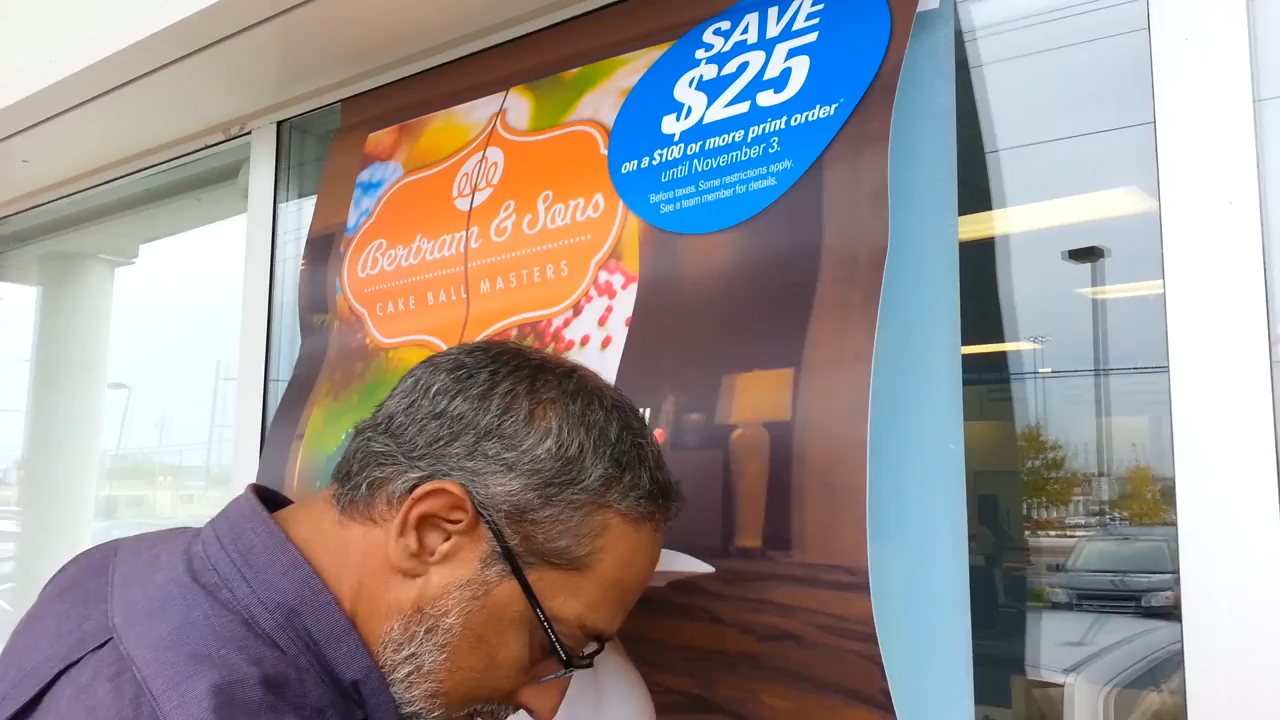 SAVE
$25
on a $100 or more print order*
until November 3.
*Before taxes. Some restrictions apply.
See a team member for details.
Bertram & Sons
CAKE BALL MASTERS